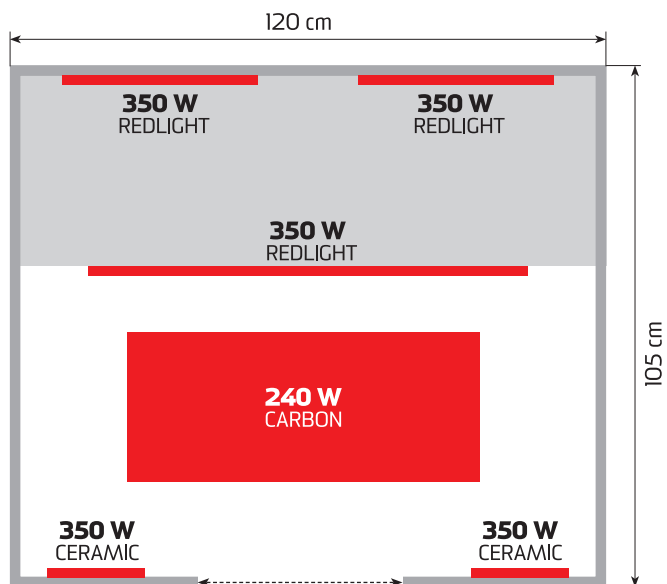 120 cm
350 W
REDLIGHT
350 W
REDLIGHT
350 W
REDLIGHT
105 cm
240 W
CARBON
350 W
CERAMIC
350 W
CERAMIC